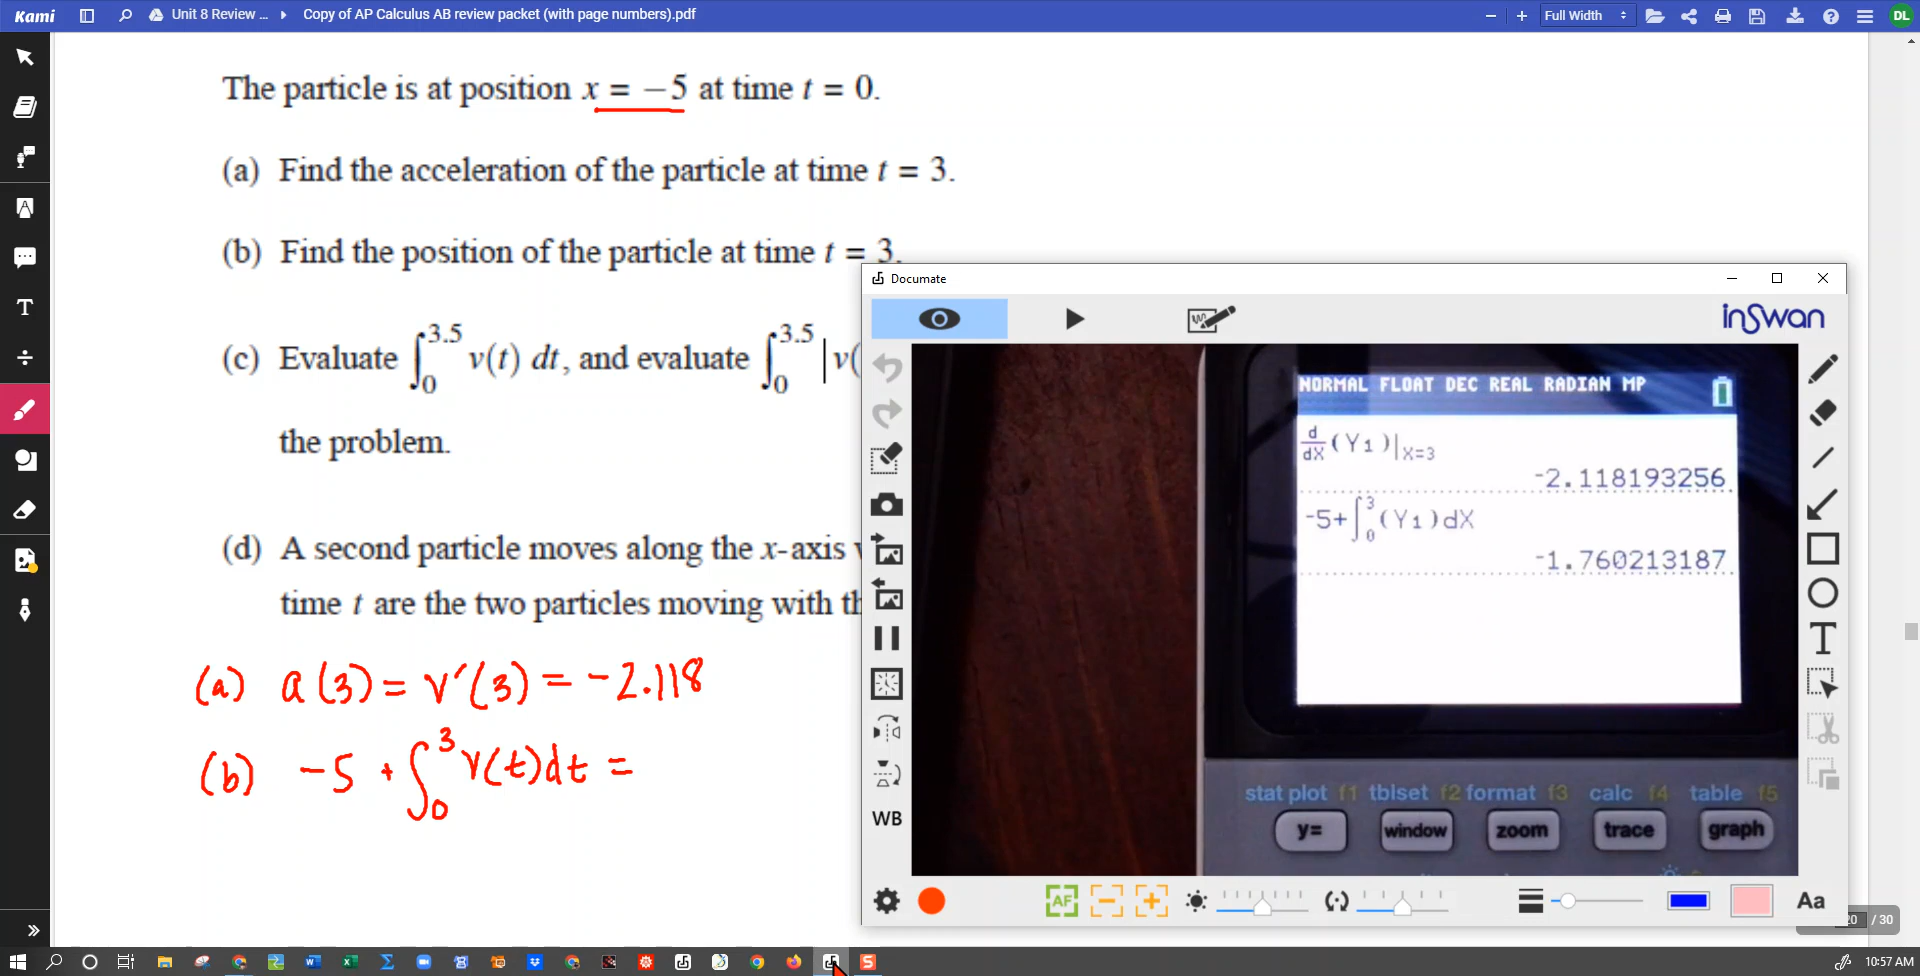 Kami Unit 8 Review ... Copy of AP Calculus AB review packet (with page numbers).pdf Full Width DL
The particle is at position x = −5 at time t = 0.
(a) Find the acceleration of the particle at time t = 3.
(b) Find the position of the particle at time t = 3.
(c) Evaluate ∫₀^3.5 v(t) dt, and evaluate ∫₀^3.5 |v(
the problem.
(d) A second particle moves along the x-axis v
time t are the two particles moving with th
(a) a(3) = v'(3) = -2.118
(b) -5 + ∫₀^3 v(t)dt =
Documate
inSwan
NORMAL FLOAT DEC REAL RADIAN MP
d/dX(Y1)|X=3
-2.118193256
-5+∫₀^3(Y1)dX
-1.760213187
stat plot f1 tblset f2 format f3 calc f4 table f5
y= window zoom trace graph
WB
AF
Aa
20 / 30
10:57 AM